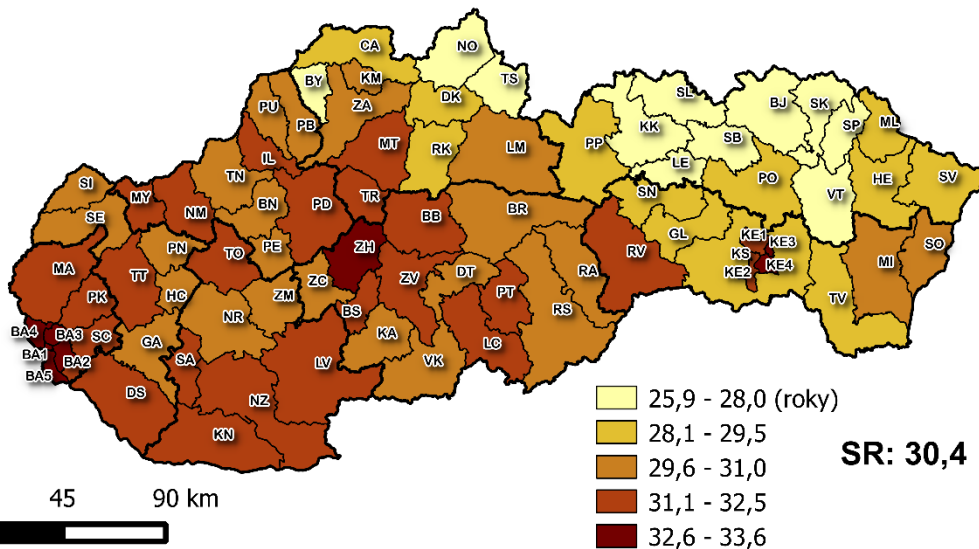 CA
NO
TS
BY
KM
PU
PB
ZA
DK
SL
BJ
SK
ML
KK
SB
SP
IL
MT
RK
LM
PP
LE
PO
HE
SV
SI
TN
MY
NM
BN
PD
TR
SN
VT
SE
BB
BR
GL
KE1
KE3
SO
PN
PE
ZH
RV
KS
KE2
KE4
MI
MA
TT
TO
ZC
ZV
DT
RA
PK
HC
NR
ZM
BS
PT
RS
TV
BA4
BA3
SC
GA
KA
LC
BA1
BA2
SA
LV
VK
BA5
DS
NZ
KN
25,9 - 28,0 (roky)
28,1 - 29,5
29,6 - 31,0
31,1 - 32,5
32,6 - 33,6
SR: 30,4
45 90 km